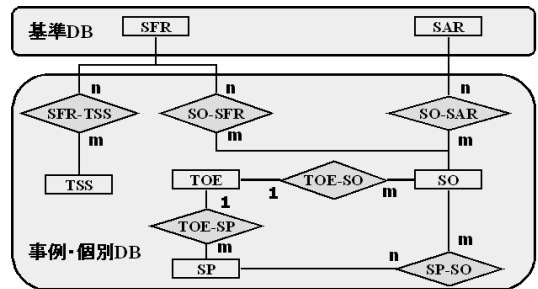 基準DB
SFR
SAR
n
n
n
SFR-TSS
SO-SFR
SO-SAR
m
m
m
TSS
TOE
TOE-SO
SO
1
1
m
TOE-SP
m
m
事例・個別DB
SP
n
SP-SO